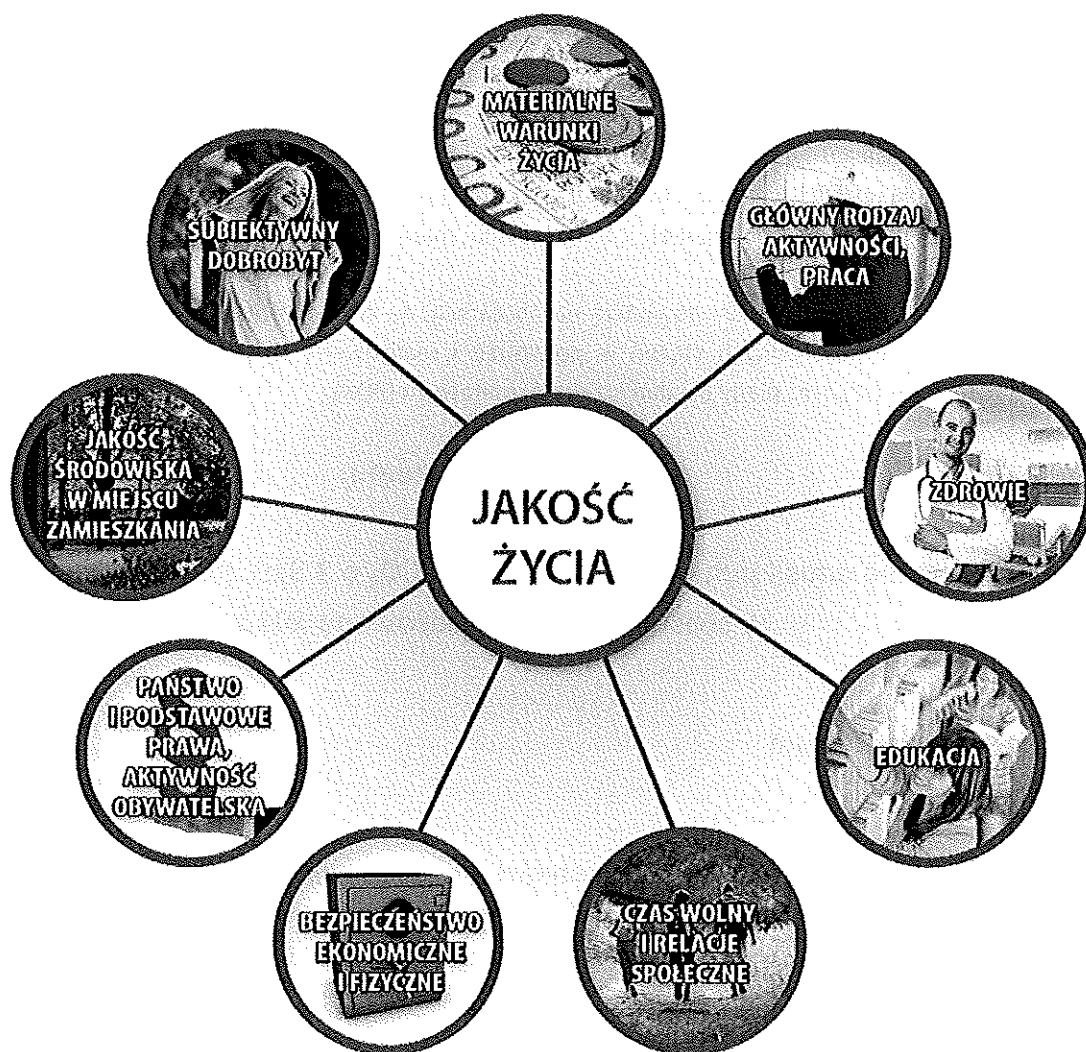 MATERIALNE
WARUNKI
ŻYCIA
GŁÓWNY RODZAJ
AKTYWNOŚCI,
PRACA
ZDROWIE
EDUKACJA
CZAS WOLNY
I RELACJE
SPOŁECZNE
BEZPIECZEŃSTWO
EKONOMICZNE
I FIZYCZNE
PAŃSTWO
I PODSTAWOWE
PRAWA,
AKTYWNOŚĆ
OBYWATELSKA
JAKOŚĆ
ŚRODOWISKA
W MIEJSCU
ZAMIESZKANIA
SUBIEKTYWNY
DOBROBYT
JAKOŚĆ
ŻYCIA